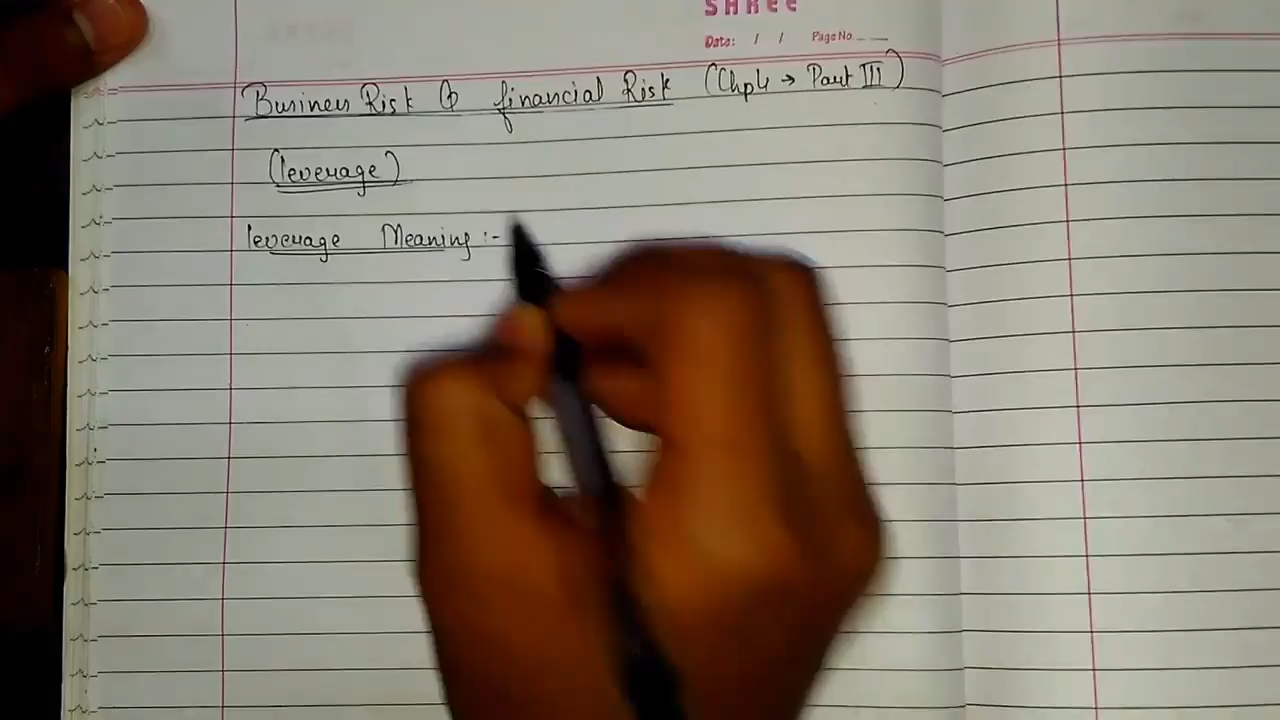 SHREE
Date: / / Page No.
Business Risk & financial Risk (Chp4 → Part III)
(leverage)
leverage Meaning :-